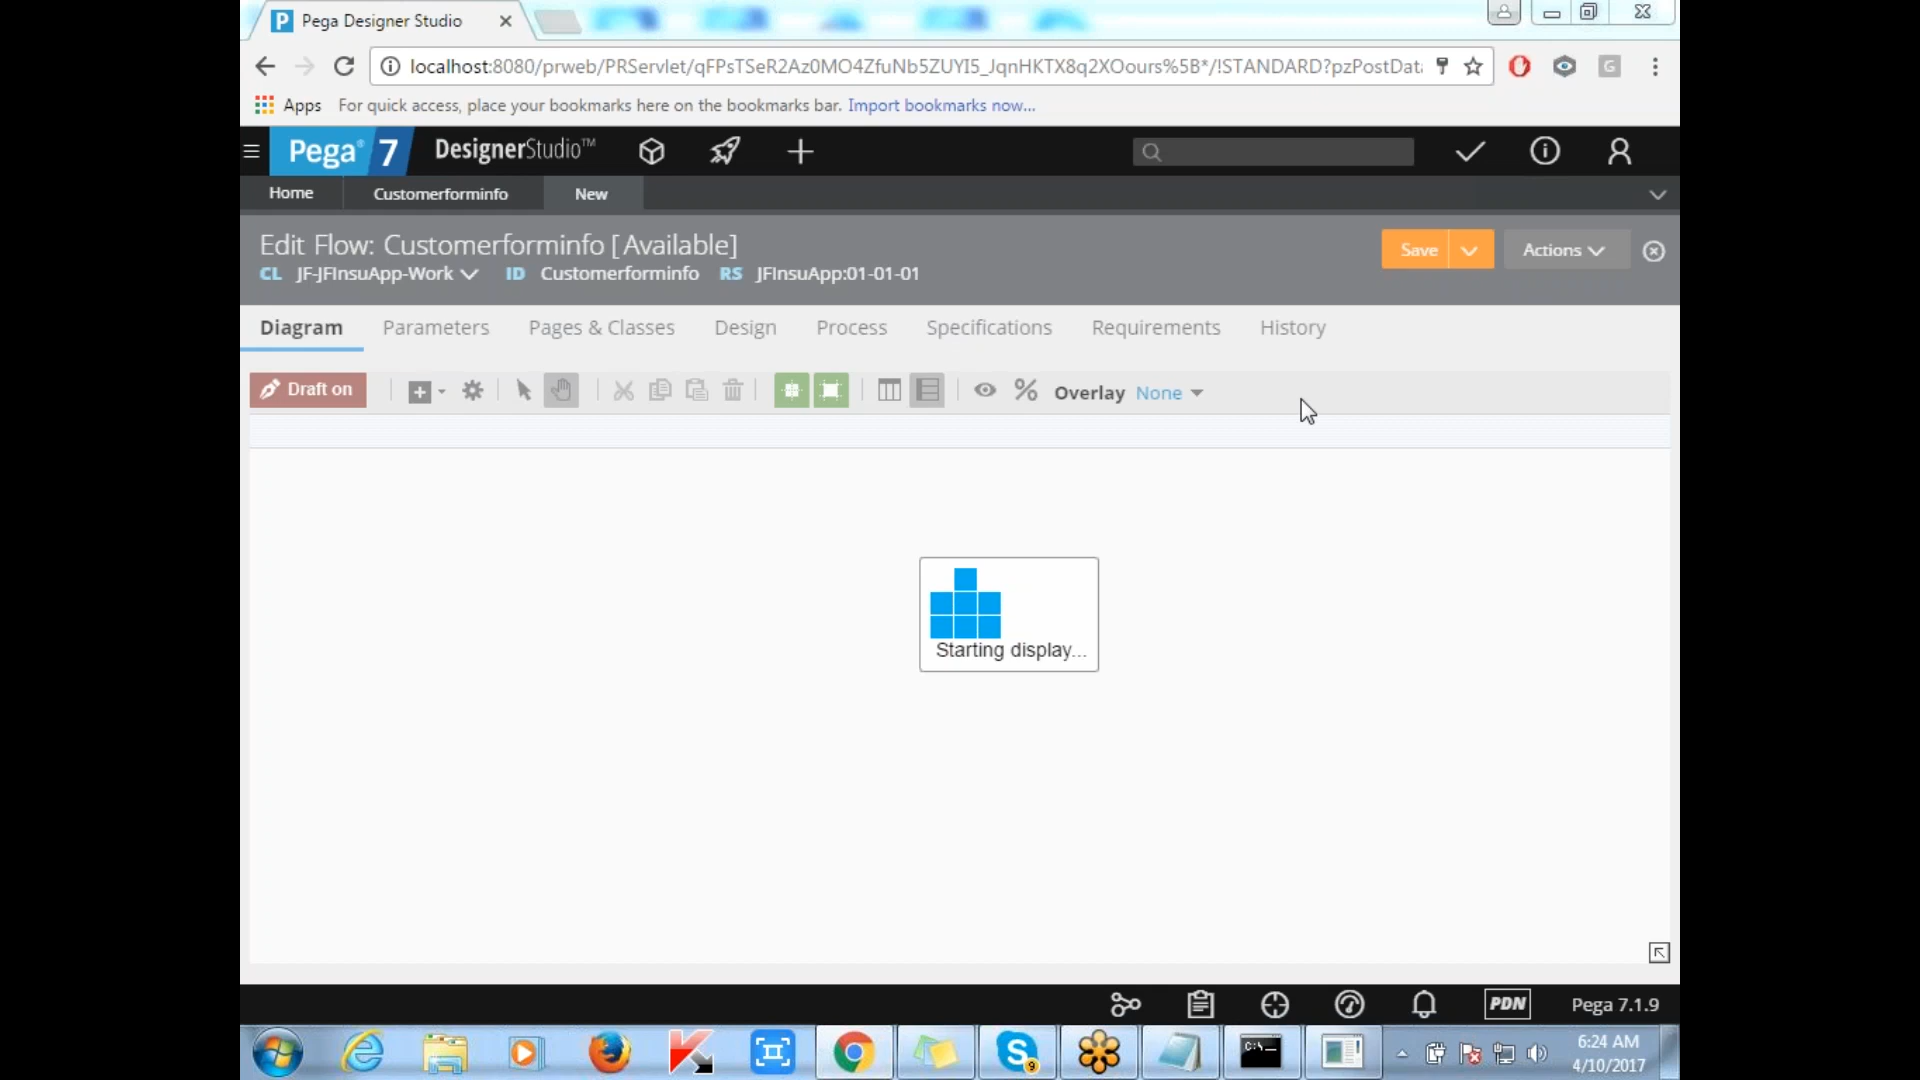 Pega Designer Studio
localhost:8080/prweb/PRServlet/qFPsTSeR2Az0MO4ZfuNb5ZUYI5_JqnHKTX8q2XOours%5B*/!STANDARD?pzPostData
Apps For quick access, place your bookmarks here on the bookmarks bar. Import bookmarks now...
Pega® 7 DesignerStudio™
Home Customerforminfo New
Edit Flow: Customerforminfo [Available]
Save Actions
CL JF-JFInsuApp-Work ID Customerforminfo RS JFInsuApp:01-01-01
Diagram Parameters Pages & Classes Design Process Specifications Requirements History
Draft on Overlay None
Starting display...
PDN Pega 7.1.9
6:24 AM
4/10/2017